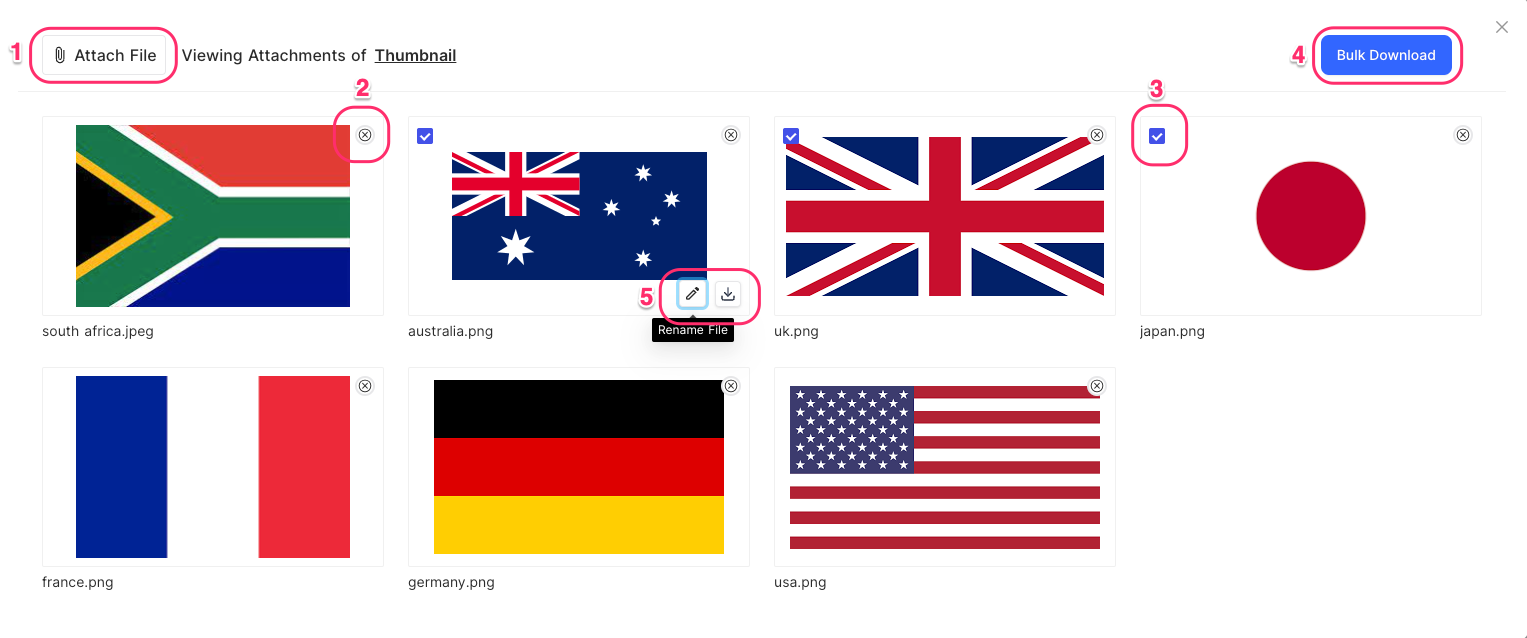 1
Attach File
Viewing Attachments of Thumbnail
4
Bulk Download
2
3
5
Rename File
south africa.jpeg
australia.png
uk.png
japan.png
france.png
germany.png
usa.png